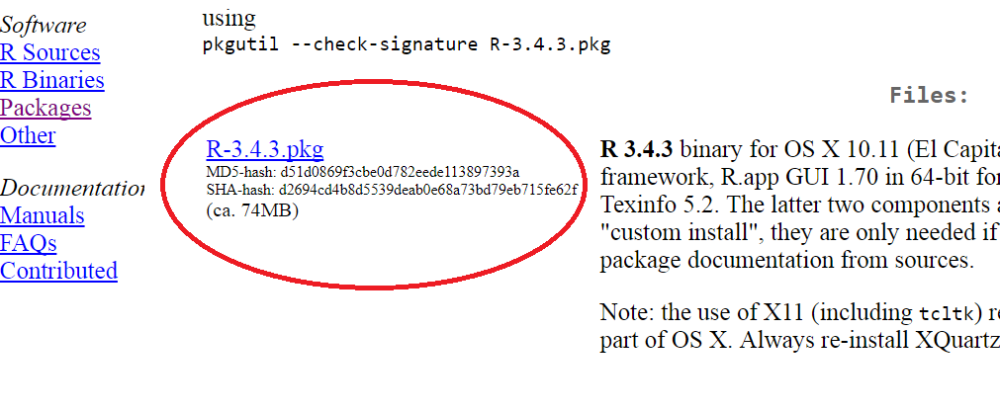 Software
R Sources
R Binaries
Packages
Other
Documentation
Manuals
FAQs
Contributed
using
pkgutil --check-signature R-3.4.3.pkg
Files:
R-3.4.3.pkg
MD5-hash: d51d0869f3cbe0d782eede113897393a
SHA-hash: d2694cd4b8d5539deab0e68a73bd79eb715fe62f
(ca. 74MB)
R 3.4.3 binary for OS X 10.11 (El Capita
framework, R.app GUI 1.70 in 64-bit for
Texinfo 5.2. The latter two components a
"custom install", they are only needed if
package documentation from sources.
Note: the use of X11 (including tcltk) re
part of OS X. Always re-install XQuartz